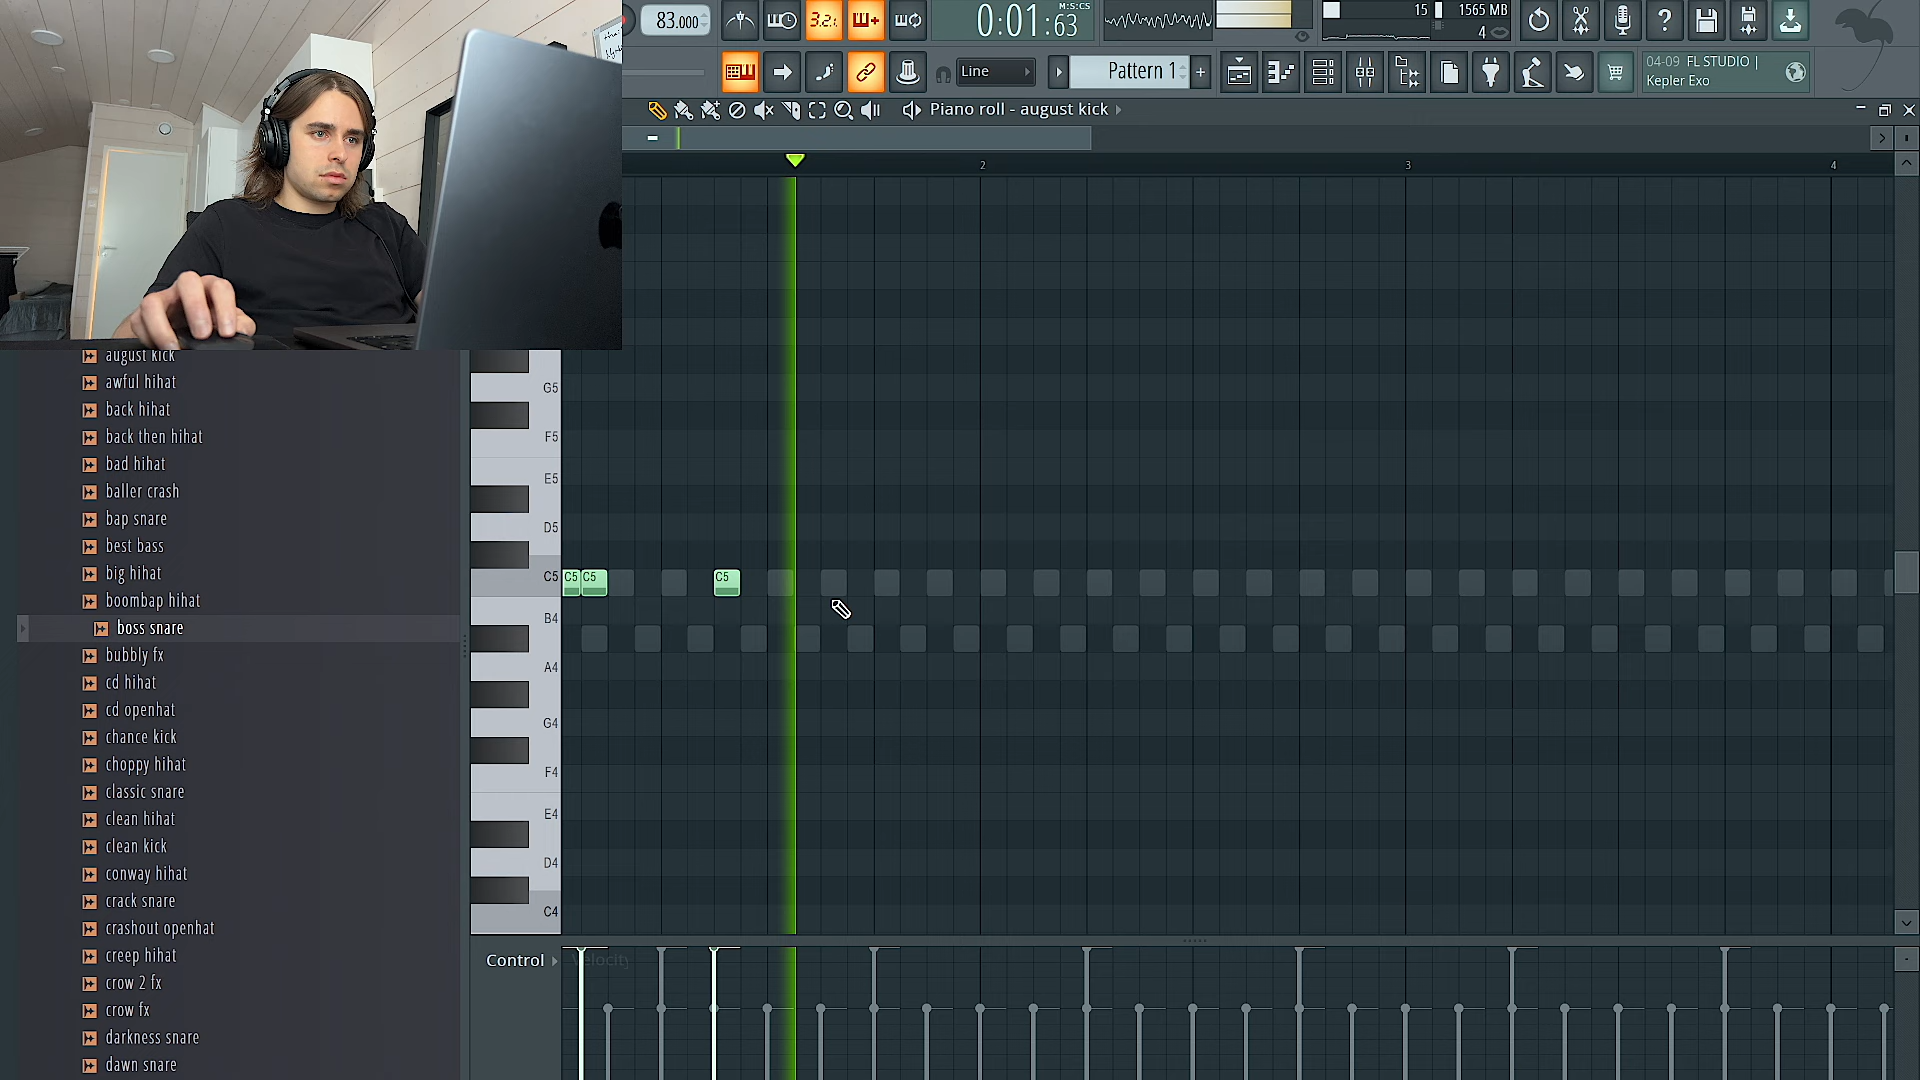 83.000
3.2
0:01:63
M:S:CS
15
1565 MB
4
Line
Pattern 1
04-09 FL STUDIO |
Kepler Exo
Piano roll - august kick
2
3
4
august kick
awful hihat
back hihat
back then hihat
bad hihat
baller crash
bap snare
best bass
big hihat
boombap hihat
boss snare
bubbly fx
cd hihat
cd openhat
chance kick
choppy hihat
classic snare
clean hihat
clean kick
conway hihat
crack snare
crashout openhat
creep hihat
crow 2 fx
crow fx
darkness snare
dawn snare
G5
F5
E5
D5
C5
B4
A4
G4
F4
E4
D4
C4
C5 C5 C5
Control